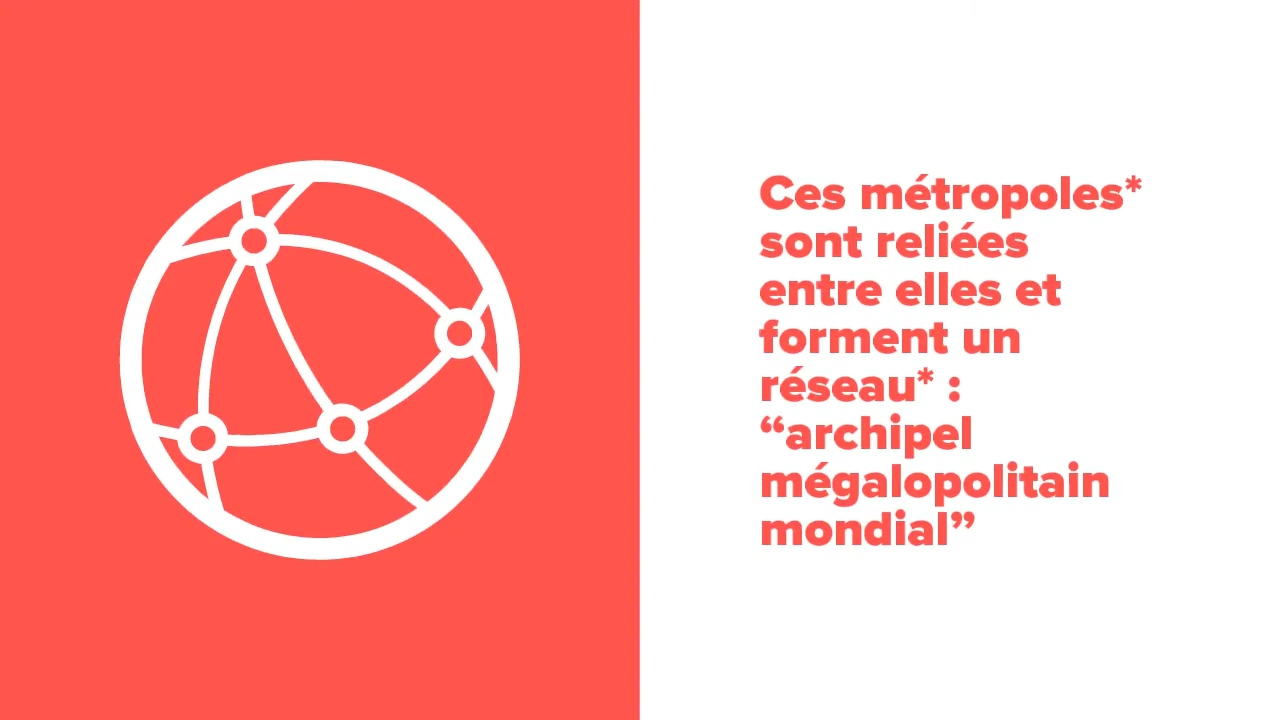 Ces métropoles*
sont reliées
entre elles et
forment un
réseau* :
“archipel
mégalopolitain
mondial”